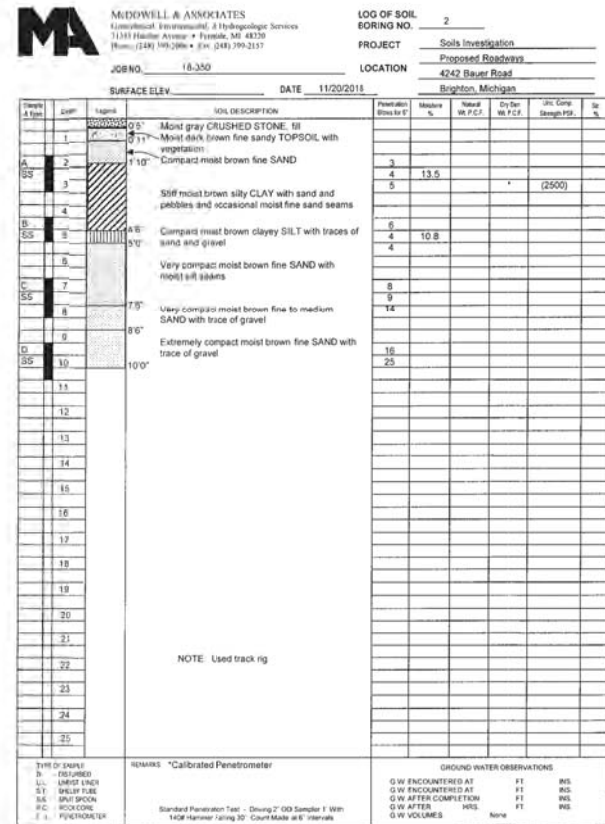 MA
McDOWELL & ASSOCIATES
Geotechnical, Environmental, & Hydrogeologic Services
21355 Hatcher Avenue • Ferndale, MI 48220
Phone: (248) 399-2066 • Fax: (248) 399-2157
LOG OF SOIL
BORING NO. 2
PROJECT Soils Investigation
Proposed Roadways
JOB NO. 18-350
LOCATION 4242 Bauer Road
SURFACE ELEV.
DATE 11/20/2018
Brighton, Michigan
Sample & Type
Depth
Legend
SOIL DESCRIPTION
Penetration Blows for 6"
Moisture %
Natural Wt. P.C.F.
Dry Den Wt. P.C.F.
Unc. Comp. Strength PSF.
Str. %
0'5" Moist gray CRUSHED STONE, fill
1 0'11" Moist dark brown fine sandy TOPSOIL with
vegetation
A 2 1'10" Compact moist brown fine SAND 3
SS 4 13.5
3 5 * (2500)
Stiff moist brown silty CLAY with sand and
pebbles and occasional moist fine sand seams
4
B 4'6" 6
SS 5 Compact moist brown clayey SILT with traces of 4 10.8
5'0" sand and gravel 4
6 Very compact moist brown fine SAND with
moist silt seams
C 7 8
SS 9
7'6" 14
8 Very compact moist brown fine to medium
SAND with trace of gravel
8'6"
9
D Extremely compact moist brown fine SAND with 16
SS 10 10'0" trace of gravel 25
11
12
13
14
15
16
17
18
19
20
21
22 NOTE: Used track rig
23
24
25
TYPE OF SAMPLE
D. - DISTURBED
U.L. - UNDIST. LINER
S.T. - SHELBY TUBE
S.S. - SPLIT SPOON
R.C. - ROCK CORE
( ) - PENETROMETER
REMARKS: *Calibrated Penetrometer
Standard Penetration Test - Driving 2" OD Sampler 1' With
140# Hammer Falling 30": Count Made at 6" Intervals
GROUND WATER OBSERVATIONS
G.W. ENCOUNTERED AT FT. INS.
G.W. ENCOUNTERED AT FT. INS.
G.W. AFTER COMPLETION FT. INS.
G.W. AFTER HRS. FT. INS.
G.W. VOLUMES None